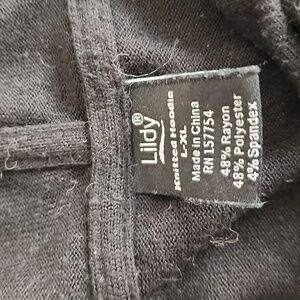 Lildy®
Knitted Hoodie
L-XL
Made in China
RN 157754
48% Rayon
48% Polyester
4% Spandex